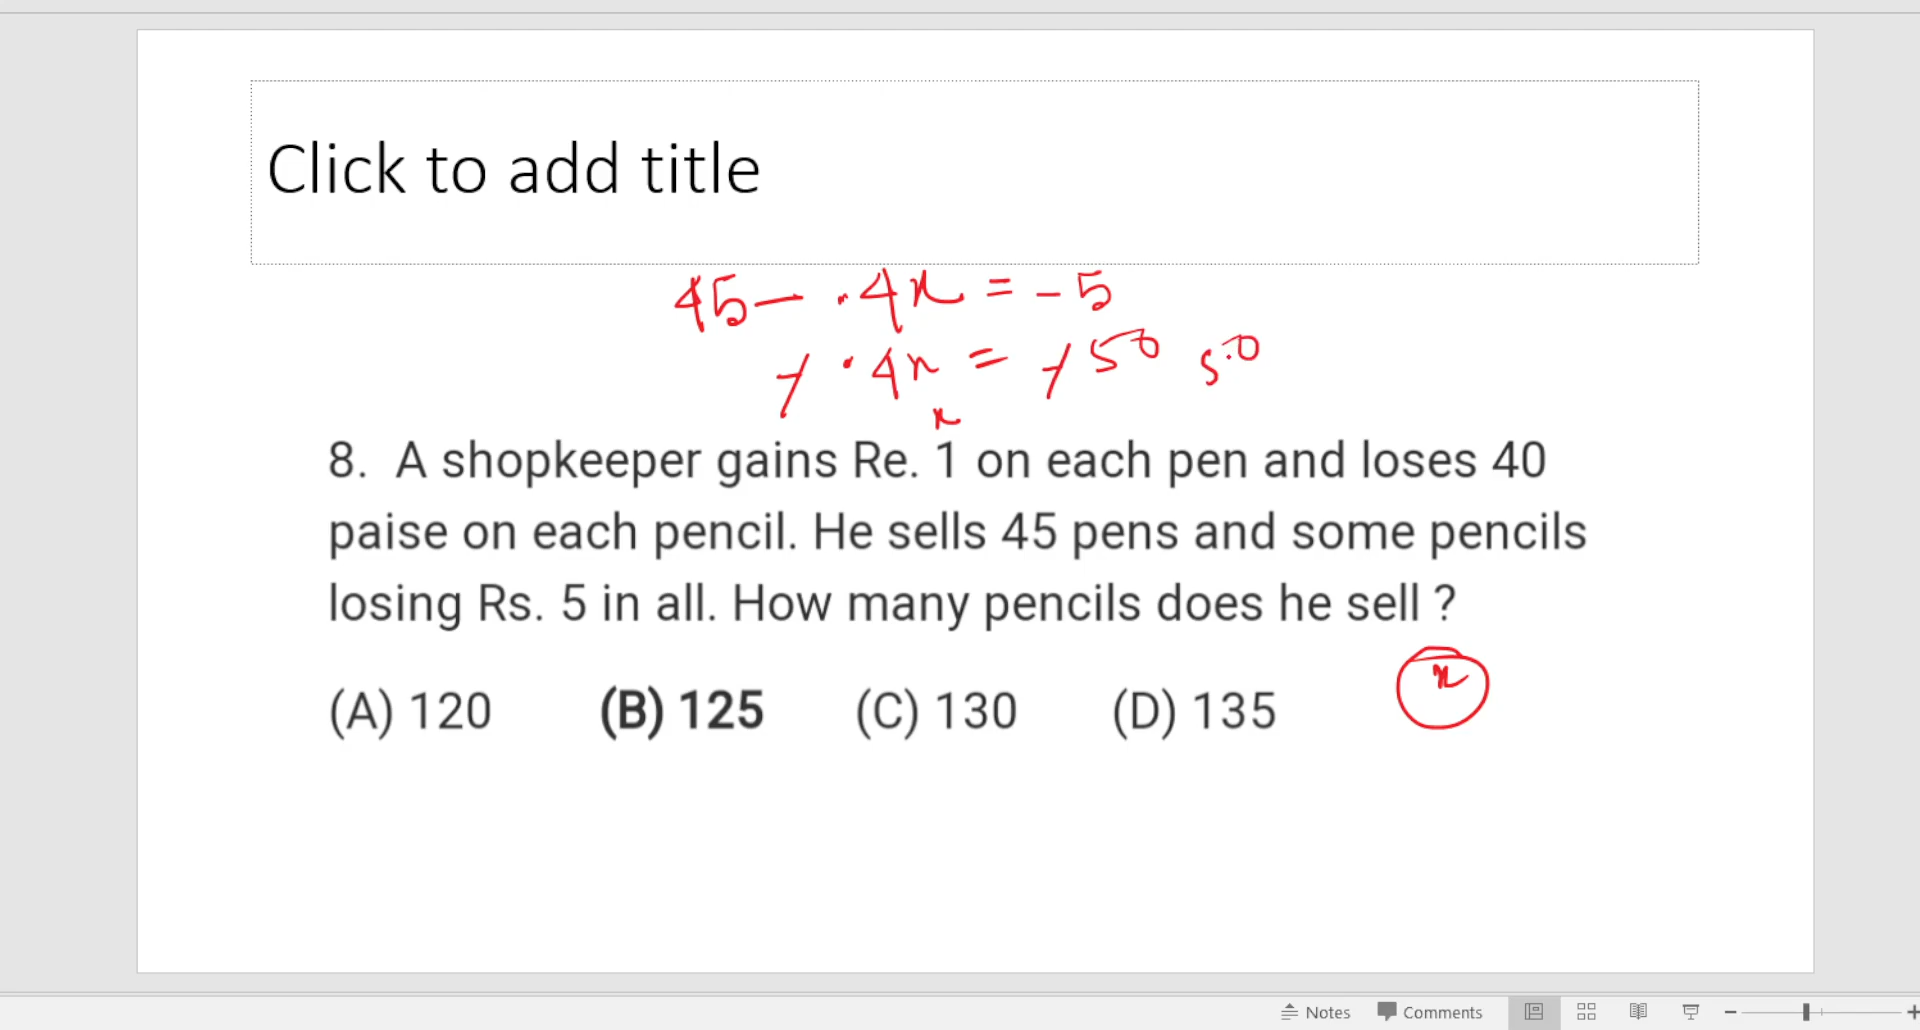 Click to add title
45 - .4x = -5
- .4x = -50 50
x
8. A shopkeeper gains Re. 1 on each pen and loses 40
paise on each pencil. He sells 45 pens and some pencils
losing Rs. 5 in all. How many pencils does he sell ?
x
(A) 120 (B) 125 (C) 130 (D) 135
Notes Comments